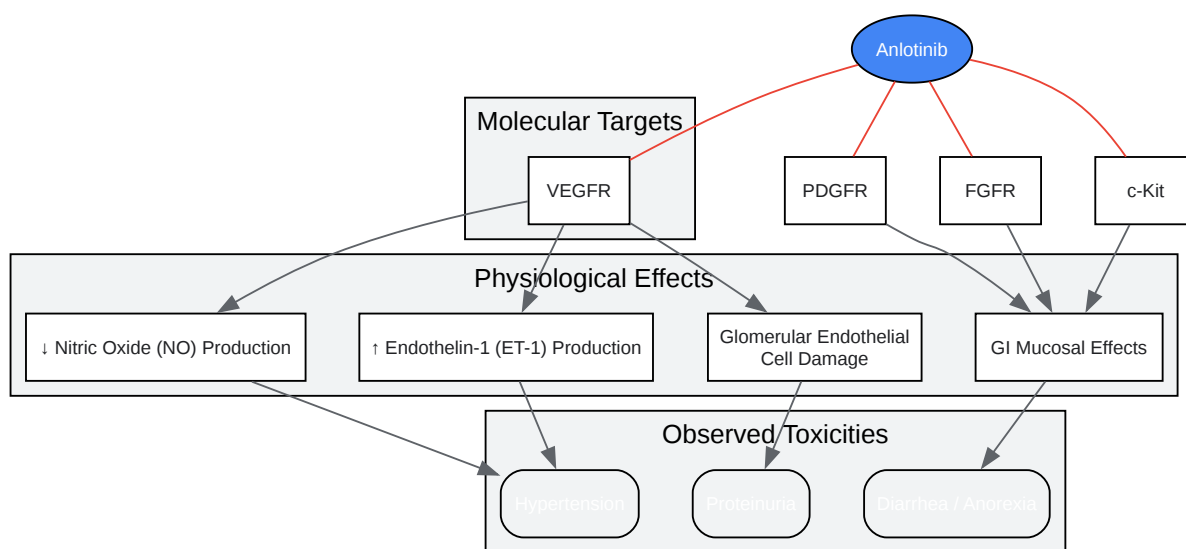 Anlotinib
Molecular Targets
VEGFR
PDGFR
FGFR
c-Kit
Physiological Effects
↓ Nitric Oxide (NO) Production
↑ Endothelin-1 (ET-1) Production
Glomerular Endothelial
Cell Damage
GI Mucosal Effects
Observed Toxicities
Hypertension
Proteinuria
Diarrhea / Anorexia